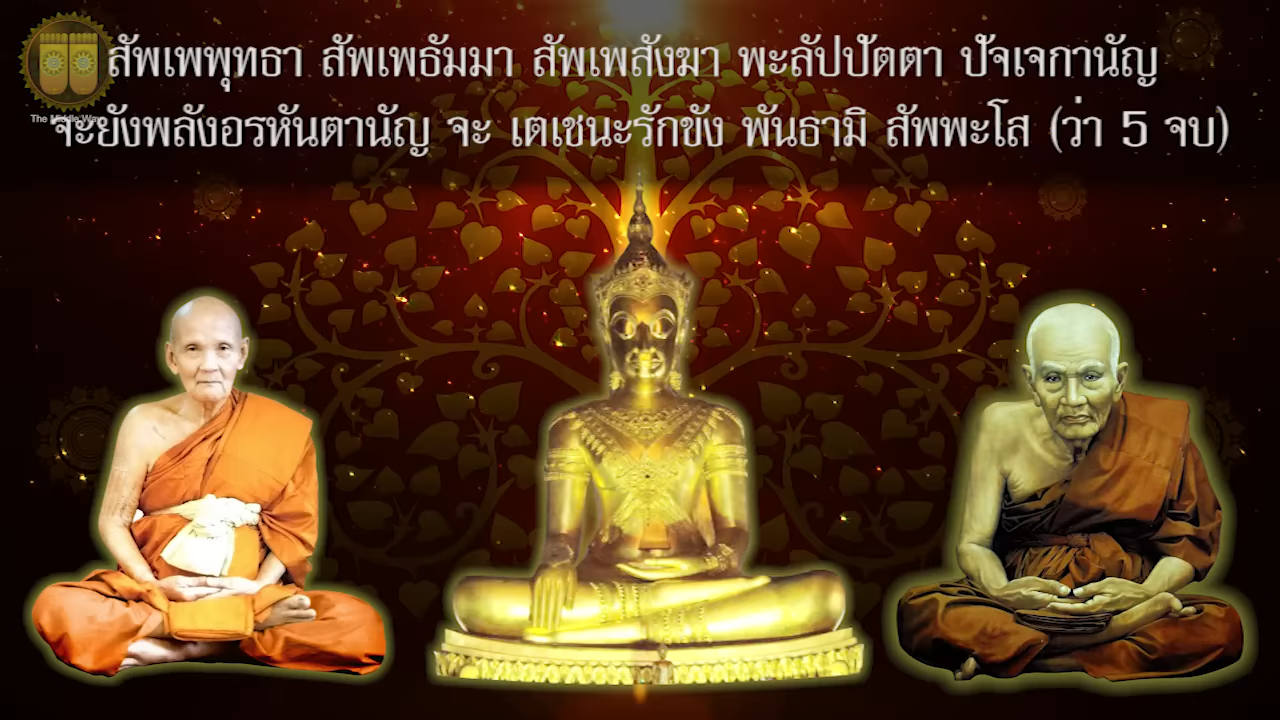 สัพเพพุทธา สัพเพธัมมา สัพเพสังฆา พะลัปปัตตา ปัจเจกานัญ
จะยังพลังอรหันตานัญ จะ เตเชนะรักขัง พันธามิ สัพพะโส (ว่า 5 จบ)
The Middle Way